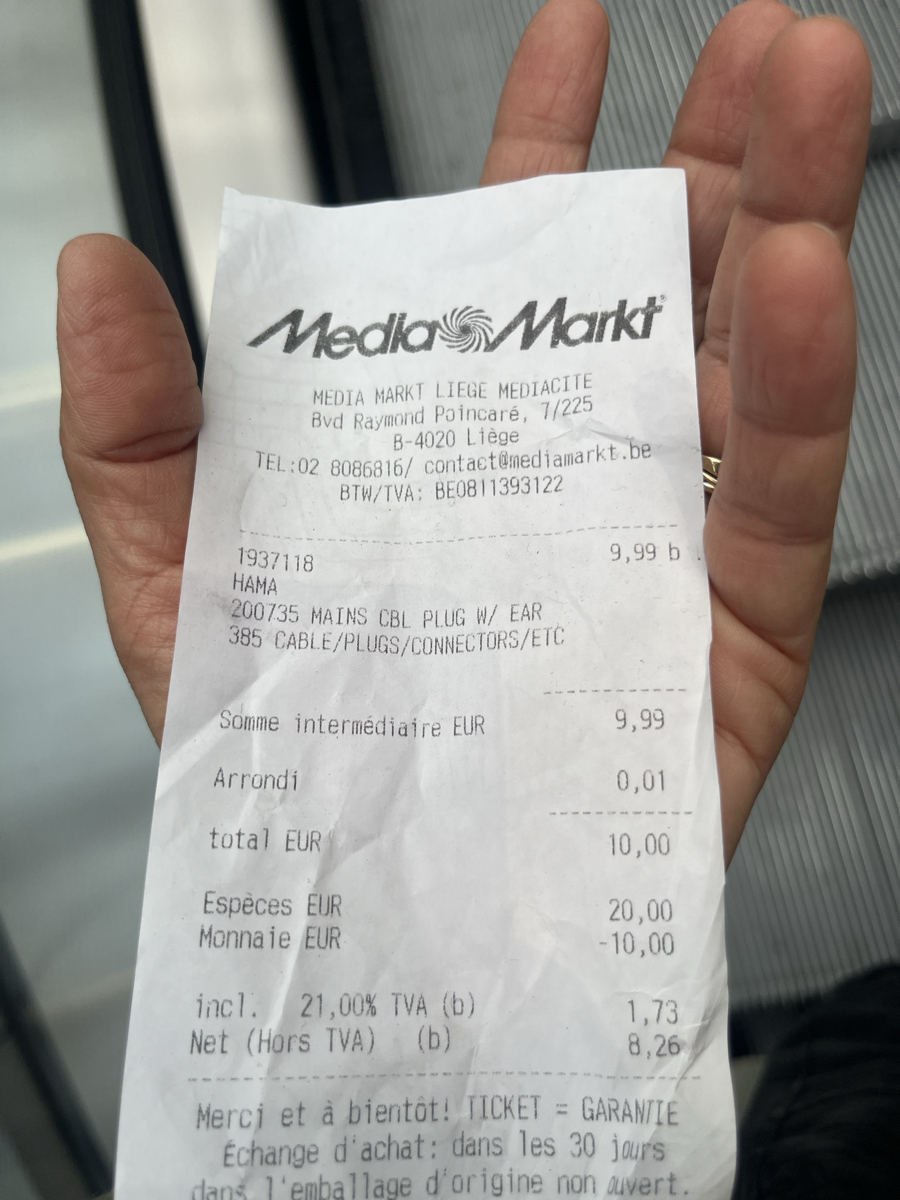 Media Markt®
MEDIA MARKT LIEGE MEDIACITE
Bvd Raymond Poincaré, 7/225
B-4020 Liège
TEL:02 8086816/ contact@mediamarkt.be
BTW/TVA: BE0811393122
1937118 9,99 b
HAMA
200735 MAINS CBL PLUG W/ EAR
385 CABLE/PLUGS/CONNECTORS/ETC
Somme intermédiaire EUR 9,99
Arrondi 0,01
total EUR 10,00
Espèces EUR 20,00
Monnaie EUR -10,00
incl. 21,00% TVA (b) 1,73
Net (Hors TVA) (b) 8,26
Merci et à bientôt! TICKET = GARANTIE
Échange d'achat: dans les 30 jours
dans l'emballage d'origine non ouvert.